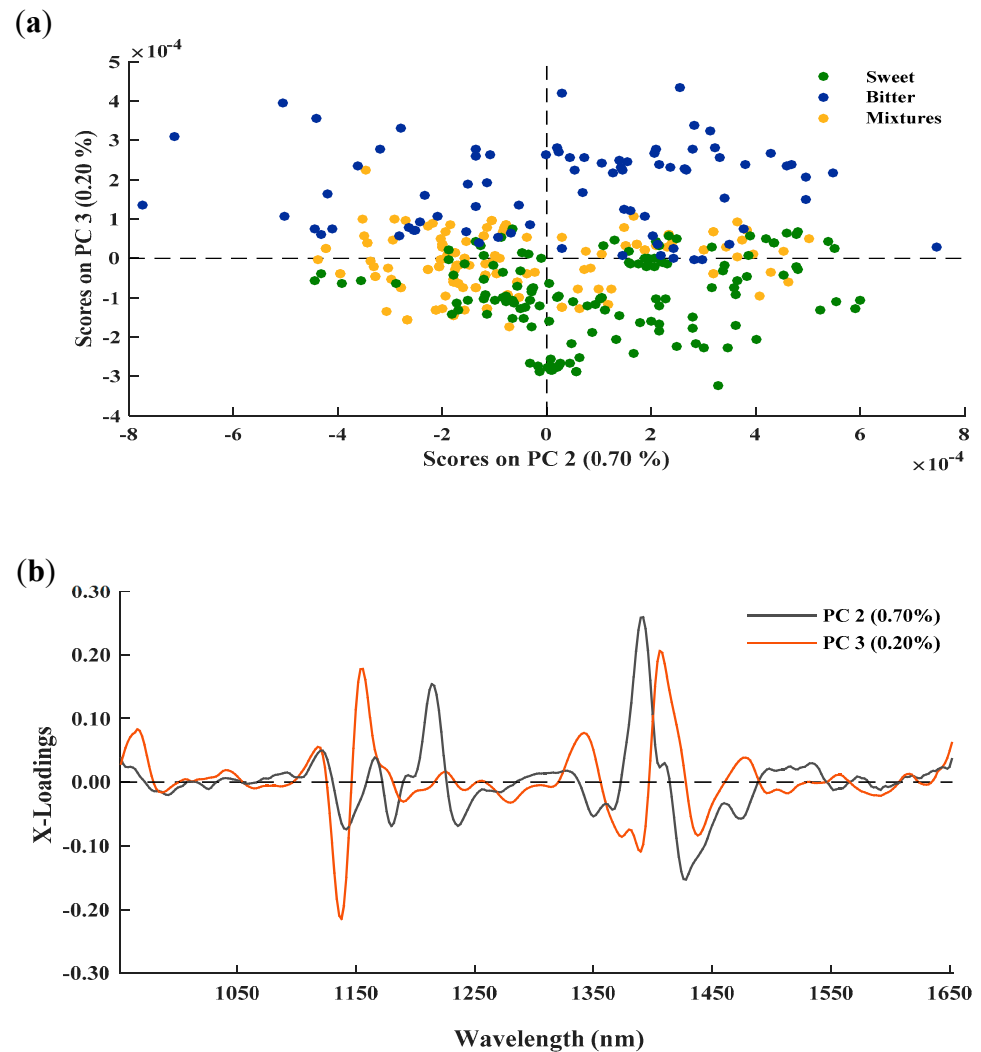 (a)
×10-4
5
4
3
2
1
0
-1
-2
-3
-4
Scores on PC 3 (0.20 %)
Sweet
Bitter
Mixtures
-8 -6 -4 -2 0 2 4 6 8
Scores on PC 2 (0.70 %)
×10-4
(b)
0.30
0.20
0.10
0.00
-0.10
-0.20
-0.30
X-Loadings
PC 2 (0.70%)
PC 3 (0.20%)
1050 1150 1250 1350 1450 1550 1650
Wavelength (nm)